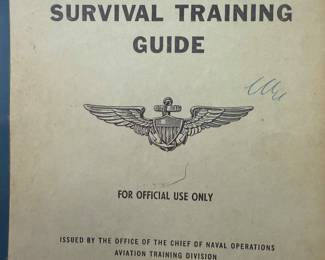 SURVIVAL TRAINING
GUIDE
FOR OFFICIAL USE ONLY
ISSUED BY THE OFFICE OF THE CHIEF OF NAVAL OPERATIONS
AVIATION TRAINING DIVISION